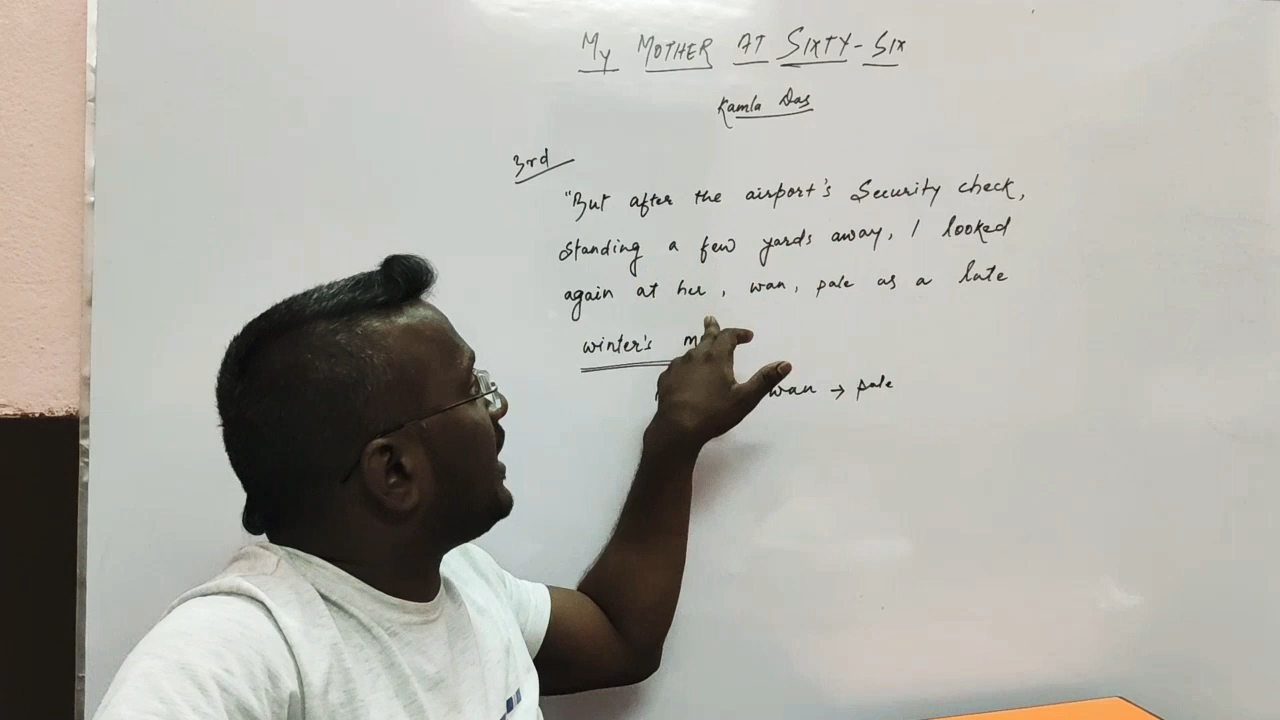 My MOTHER AT SIXTY-SIX
Kamla Das
3rd
"But after the airport's Security check,
standing a few yards away, I looked
again at her, wan, pale as a late
winter's
wan → pale